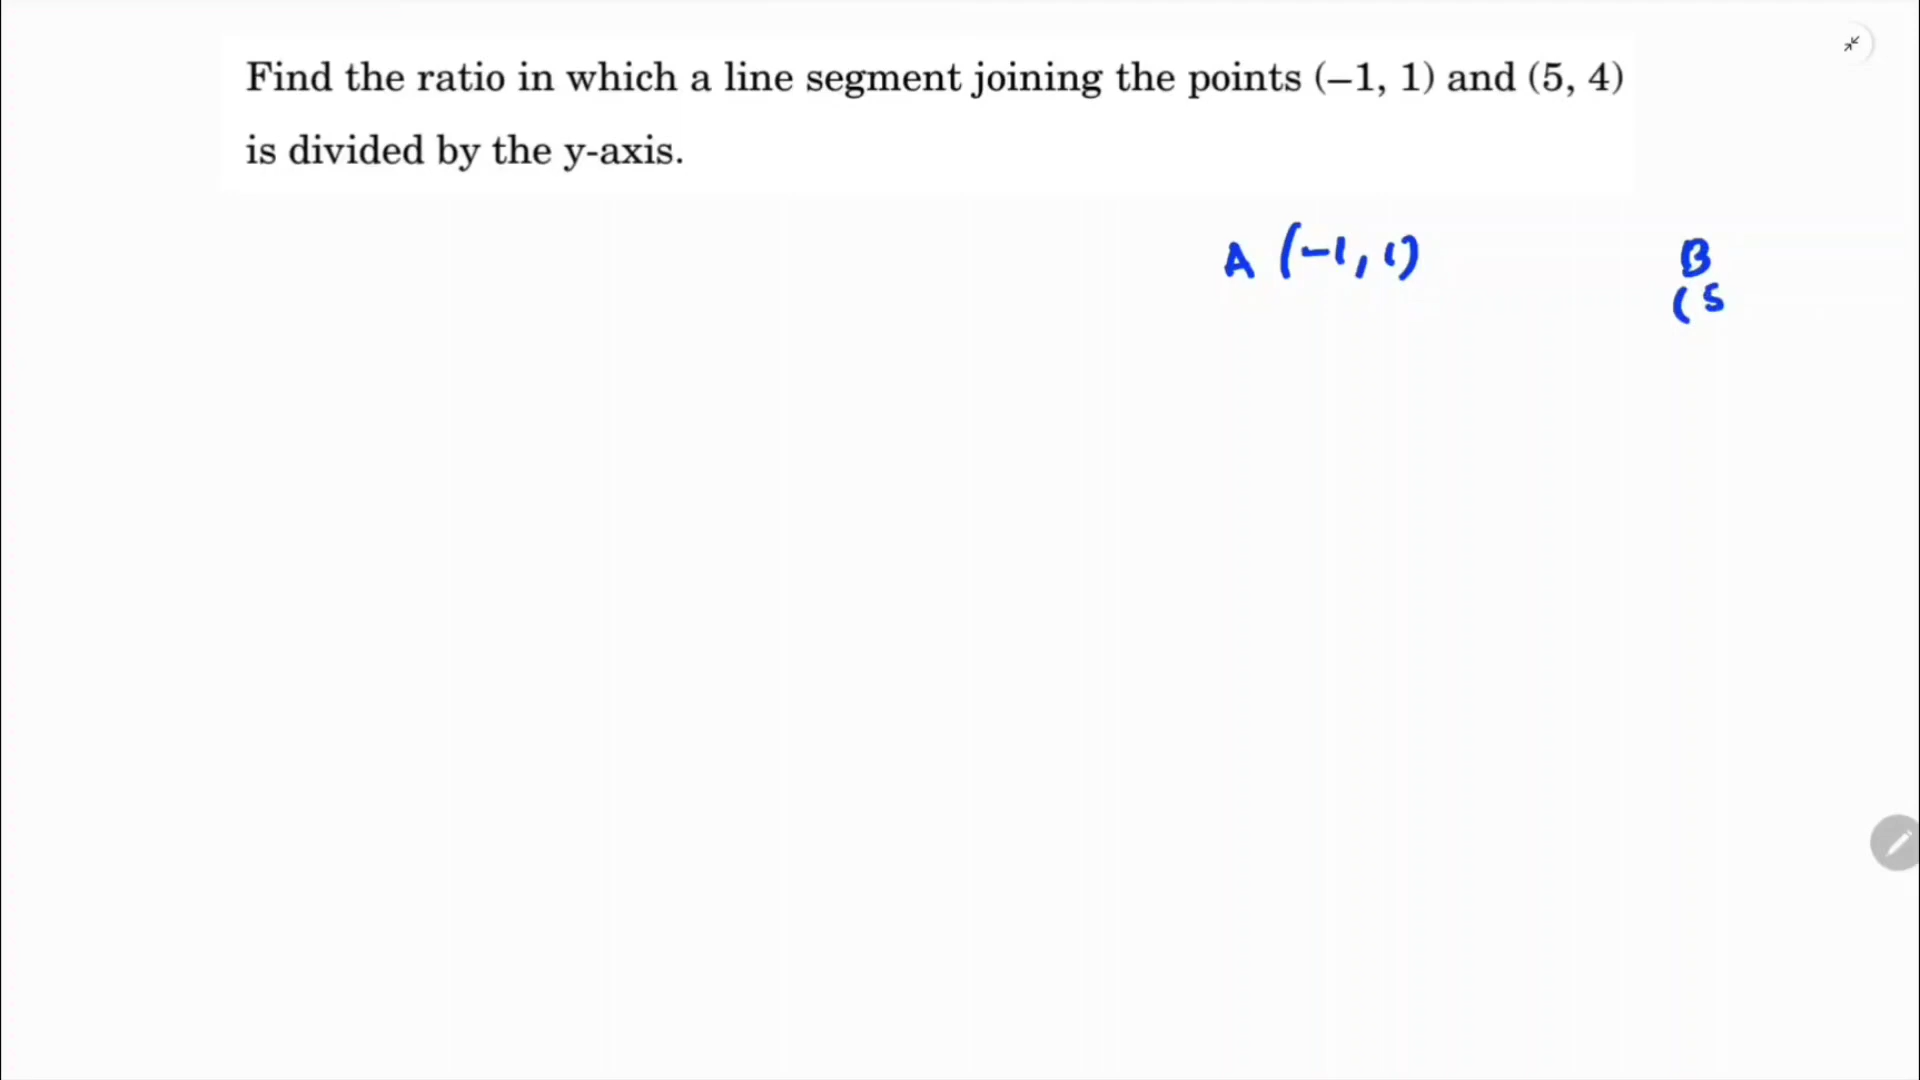 Find the ratio in which a line segment joining the points (–1, 1) and (5, 4)
is divided by the y-axis.
A (-1, 1) B
(5